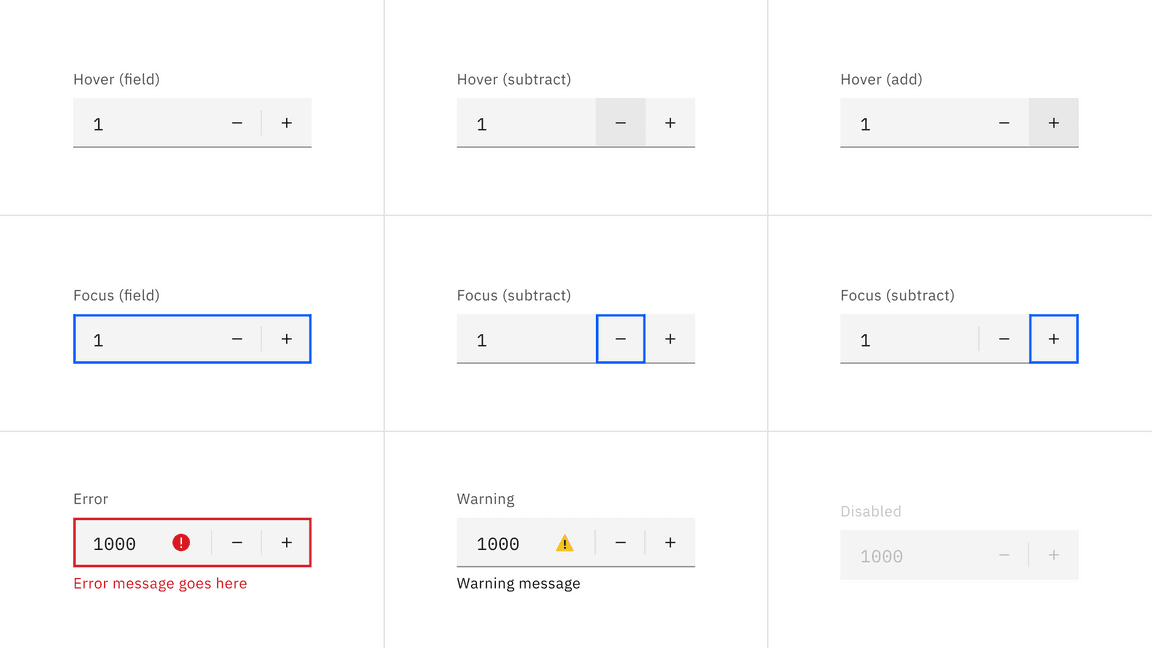 Hover (field)
1 − +
Hover (subtract)
1 − +
Hover (add)
1 − +
Focus (field)
1 − +
Focus (subtract)
1 − +
Focus (subtract)
1 − +
Error
1000 ! − +
Error message goes here
Warning
1000 ! − +
Warning message
Disabled
1000 − +